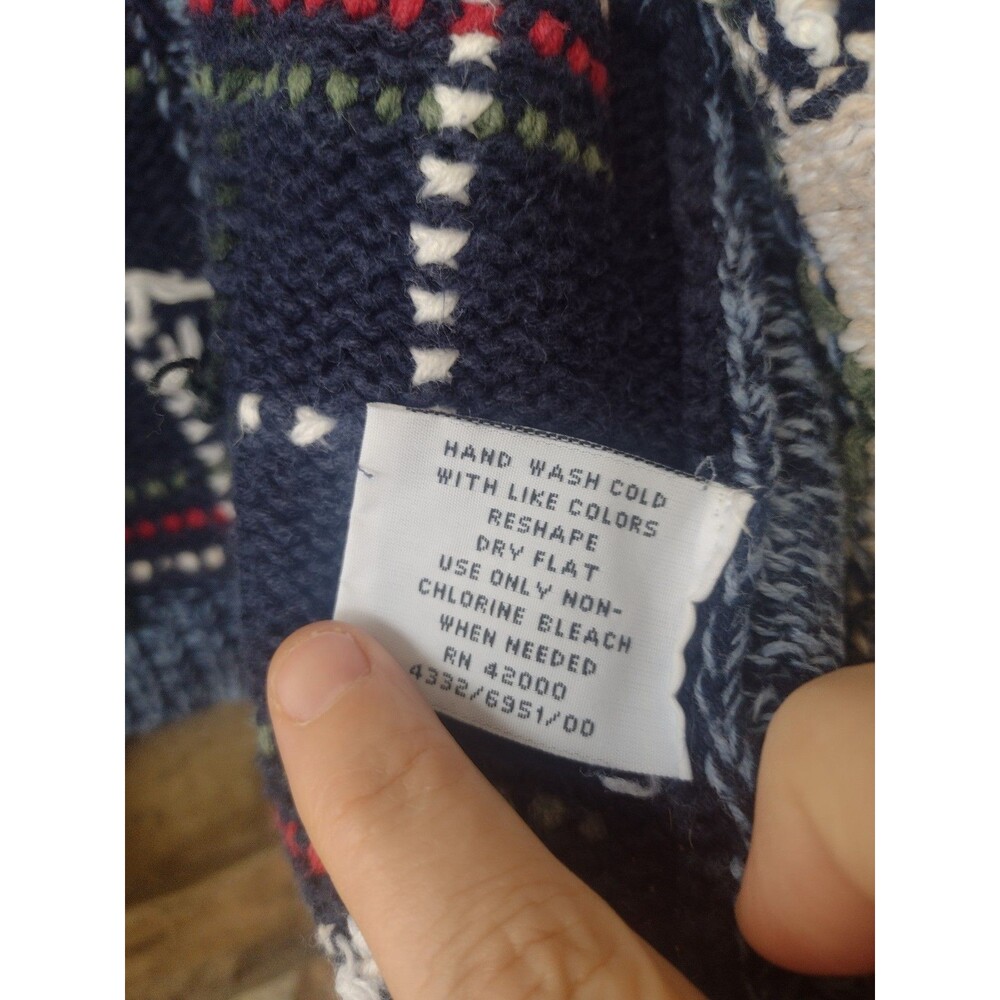 HAND WASH COLD
WITH LIKE COLORS
RESHAPE
DRY FLAT
USE ONLY NON-
CHLORINE BLEACH
WHEN NEEDED
RN 42000
4332/6951/00